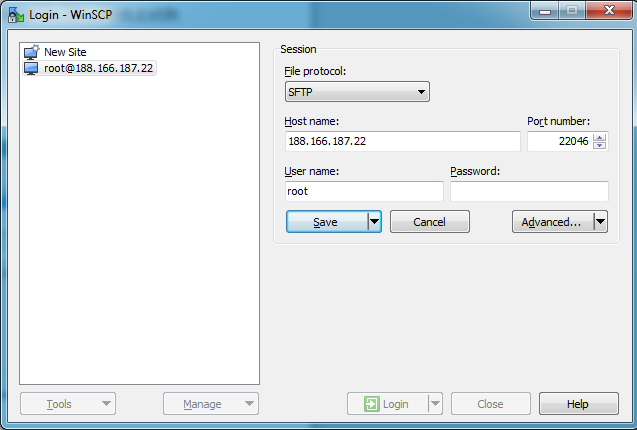 Login - WinSCP
New Site
root@188.166.187.22
Session
File protocol:
SFTP
Host name:
Port number:
188.166.187.22
22046
User name:
Password:
root
Save
Cancel
Advanced...
Tools
Manage
Login
Close
Help